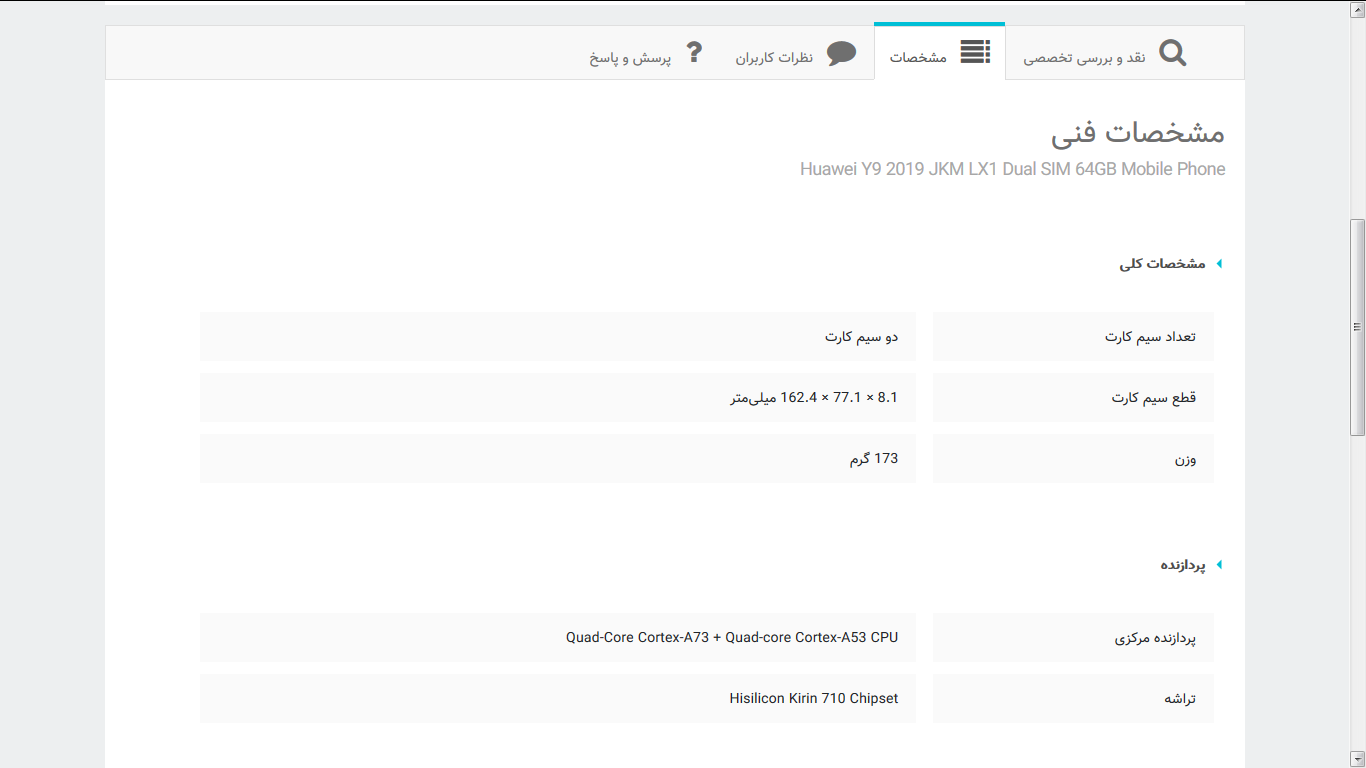 نقد و بررسی تخصصی
مشخصات
نظرات کاربران
پرسش و پاسخ
مشخصات فنی
Huawei Y9 2019 JKM LX1 Dual SIM 64GB Mobile Phone
مشخصات کلی
تعداد سیم کارت
دو سیم کارت
قطع سیم کارت
8.1 × 77.1 × 162.4 میلی‌متر
وزن
173 گرم
پردازنده
پردازنده مرکزی
Quad-Core Cortex-A73 + Quad-core Cortex-A53 CPU
تراشه
Hisilicon Kirin 710 Chipset